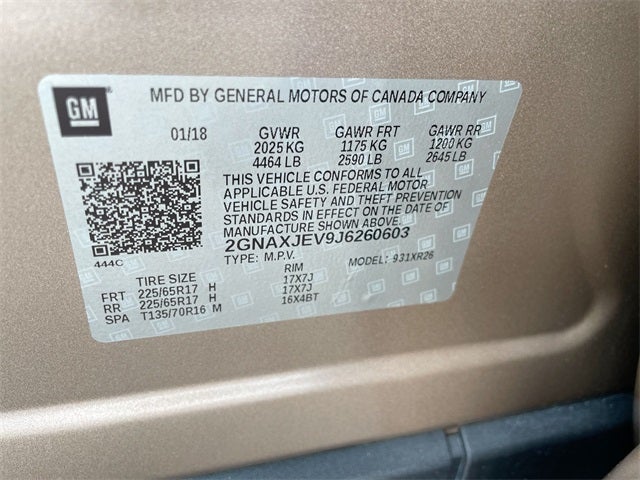 GM
MFD BY GENERAL MOTORS OF CANADA COMPANY
01/18 GVWR GAWR FRT GAWR RR
2025 KG 1175 KG 1200 KG
4464 LB 2590 LB 2645 LB
THIS VEHICLE CONFORMS TO ALL
APPLICABLE U.S. FEDERAL MOTOR
VEHICLE SAFETY AND THEFT PREVENTION
STANDARDS IN EFFECT ON THE DATE OF
MANUFACTURE SHOWN ABOVE.
2GNAXJEV9J6260603
444C TYPE: M.P.V. MODEL: 931XR26
TIRE SIZE RIM
FRT 225/65R17 H 17X7J
RR 225/65R17 H 17X7J
SPA T135/70R16 M 16X4BT